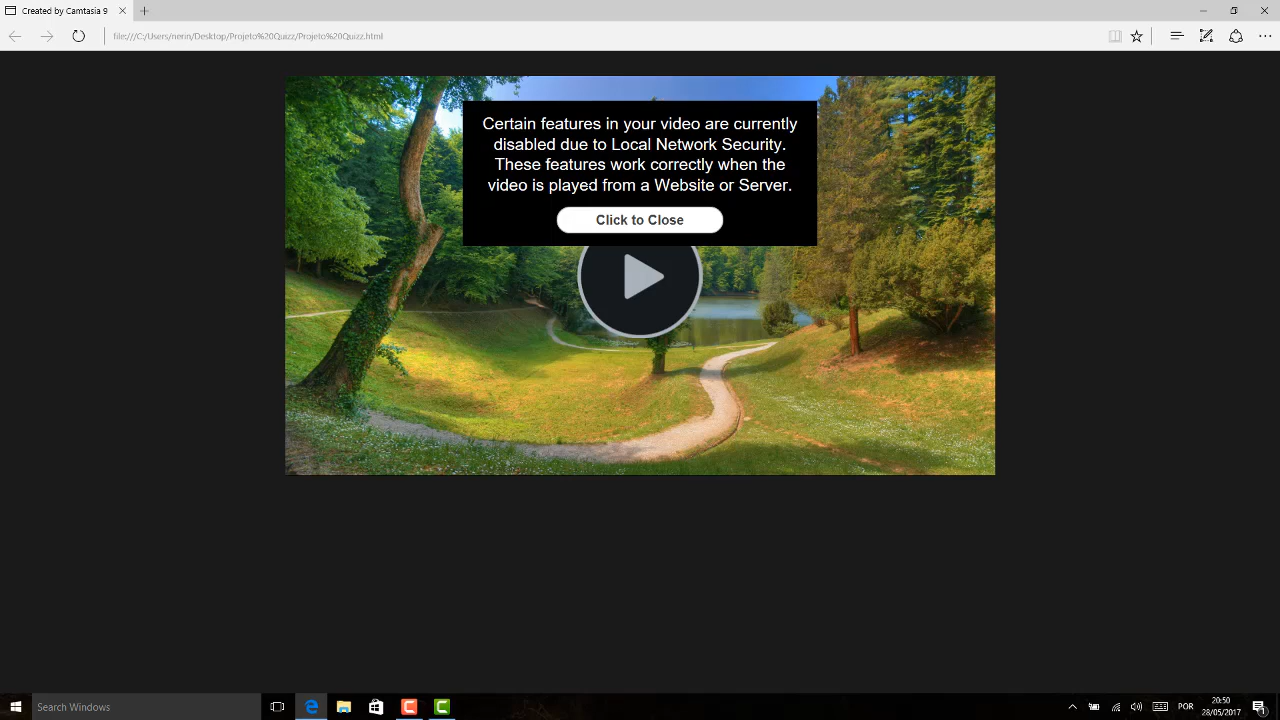 Created by Camtasia 9
file:///C:/Users/nerin/Desktop/Projeto%20Quizz/Projeto%20Quizz.html
Certain features in your video are currently
disabled due to Local Network Security.
These features work correctly when the
video is played from a Website or Server.
Click to Close
Search Windows
POR
20:50
28/05/2017